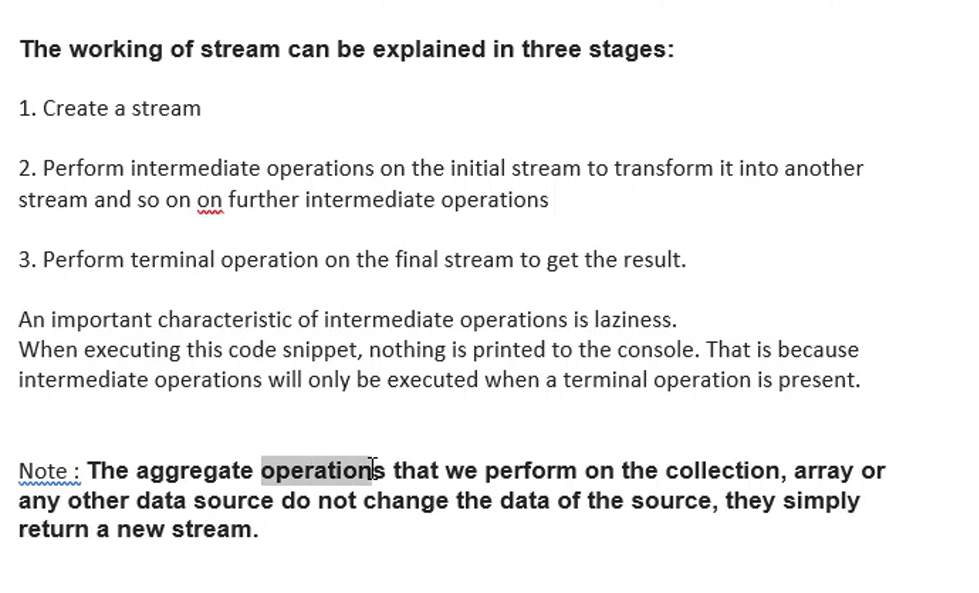 The working of stream can be explained in three stages:
1. Create a stream
2. Perform intermediate operations on the initial stream to transform it into another
stream and so on on further intermediate operations
3. Perform terminal operation on the final stream to get the result.
An important characteristic of intermediate operations is laziness.
When executing this code snippet, nothing is printed to the console. That is because
intermediate operations will only be executed when a terminal operation is present.
Note : The aggregate operations that we perform on the collection, array or
any other data source do not change the data of the source, they simply
return a new stream.